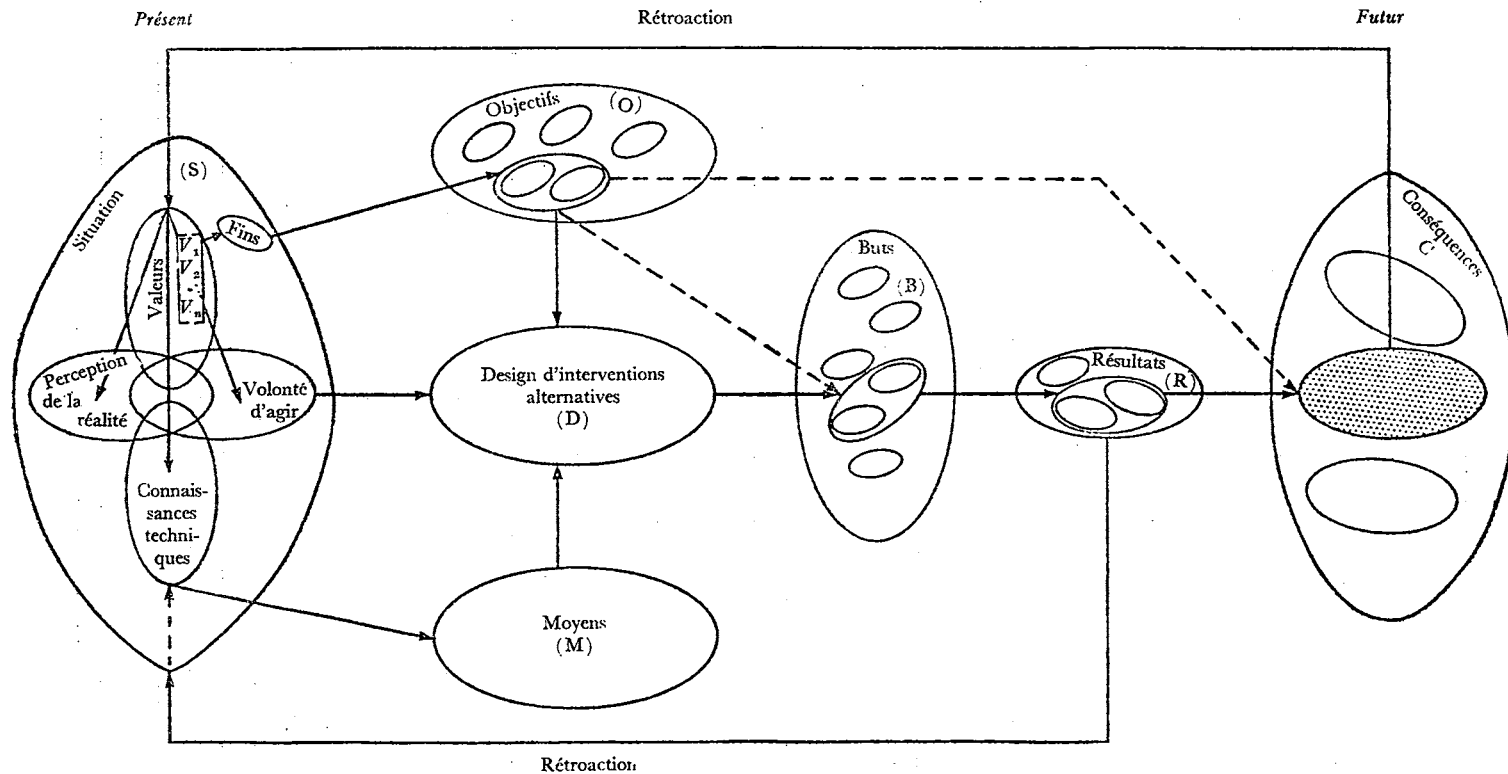 Présent
Rétroaction
Futur
Objectifs
(O)
(S)
Situation
Fins
Valeurs
V1
V2
Vn
Perception
de la
réalité
Volonté
d'agir
Connais-
sances
techni-
ques
Design d'interventions
alternatives
(D)
Moyens
(M)
Buts
(B)
Résultats
(R)
Conséquences
C
Rétroaction